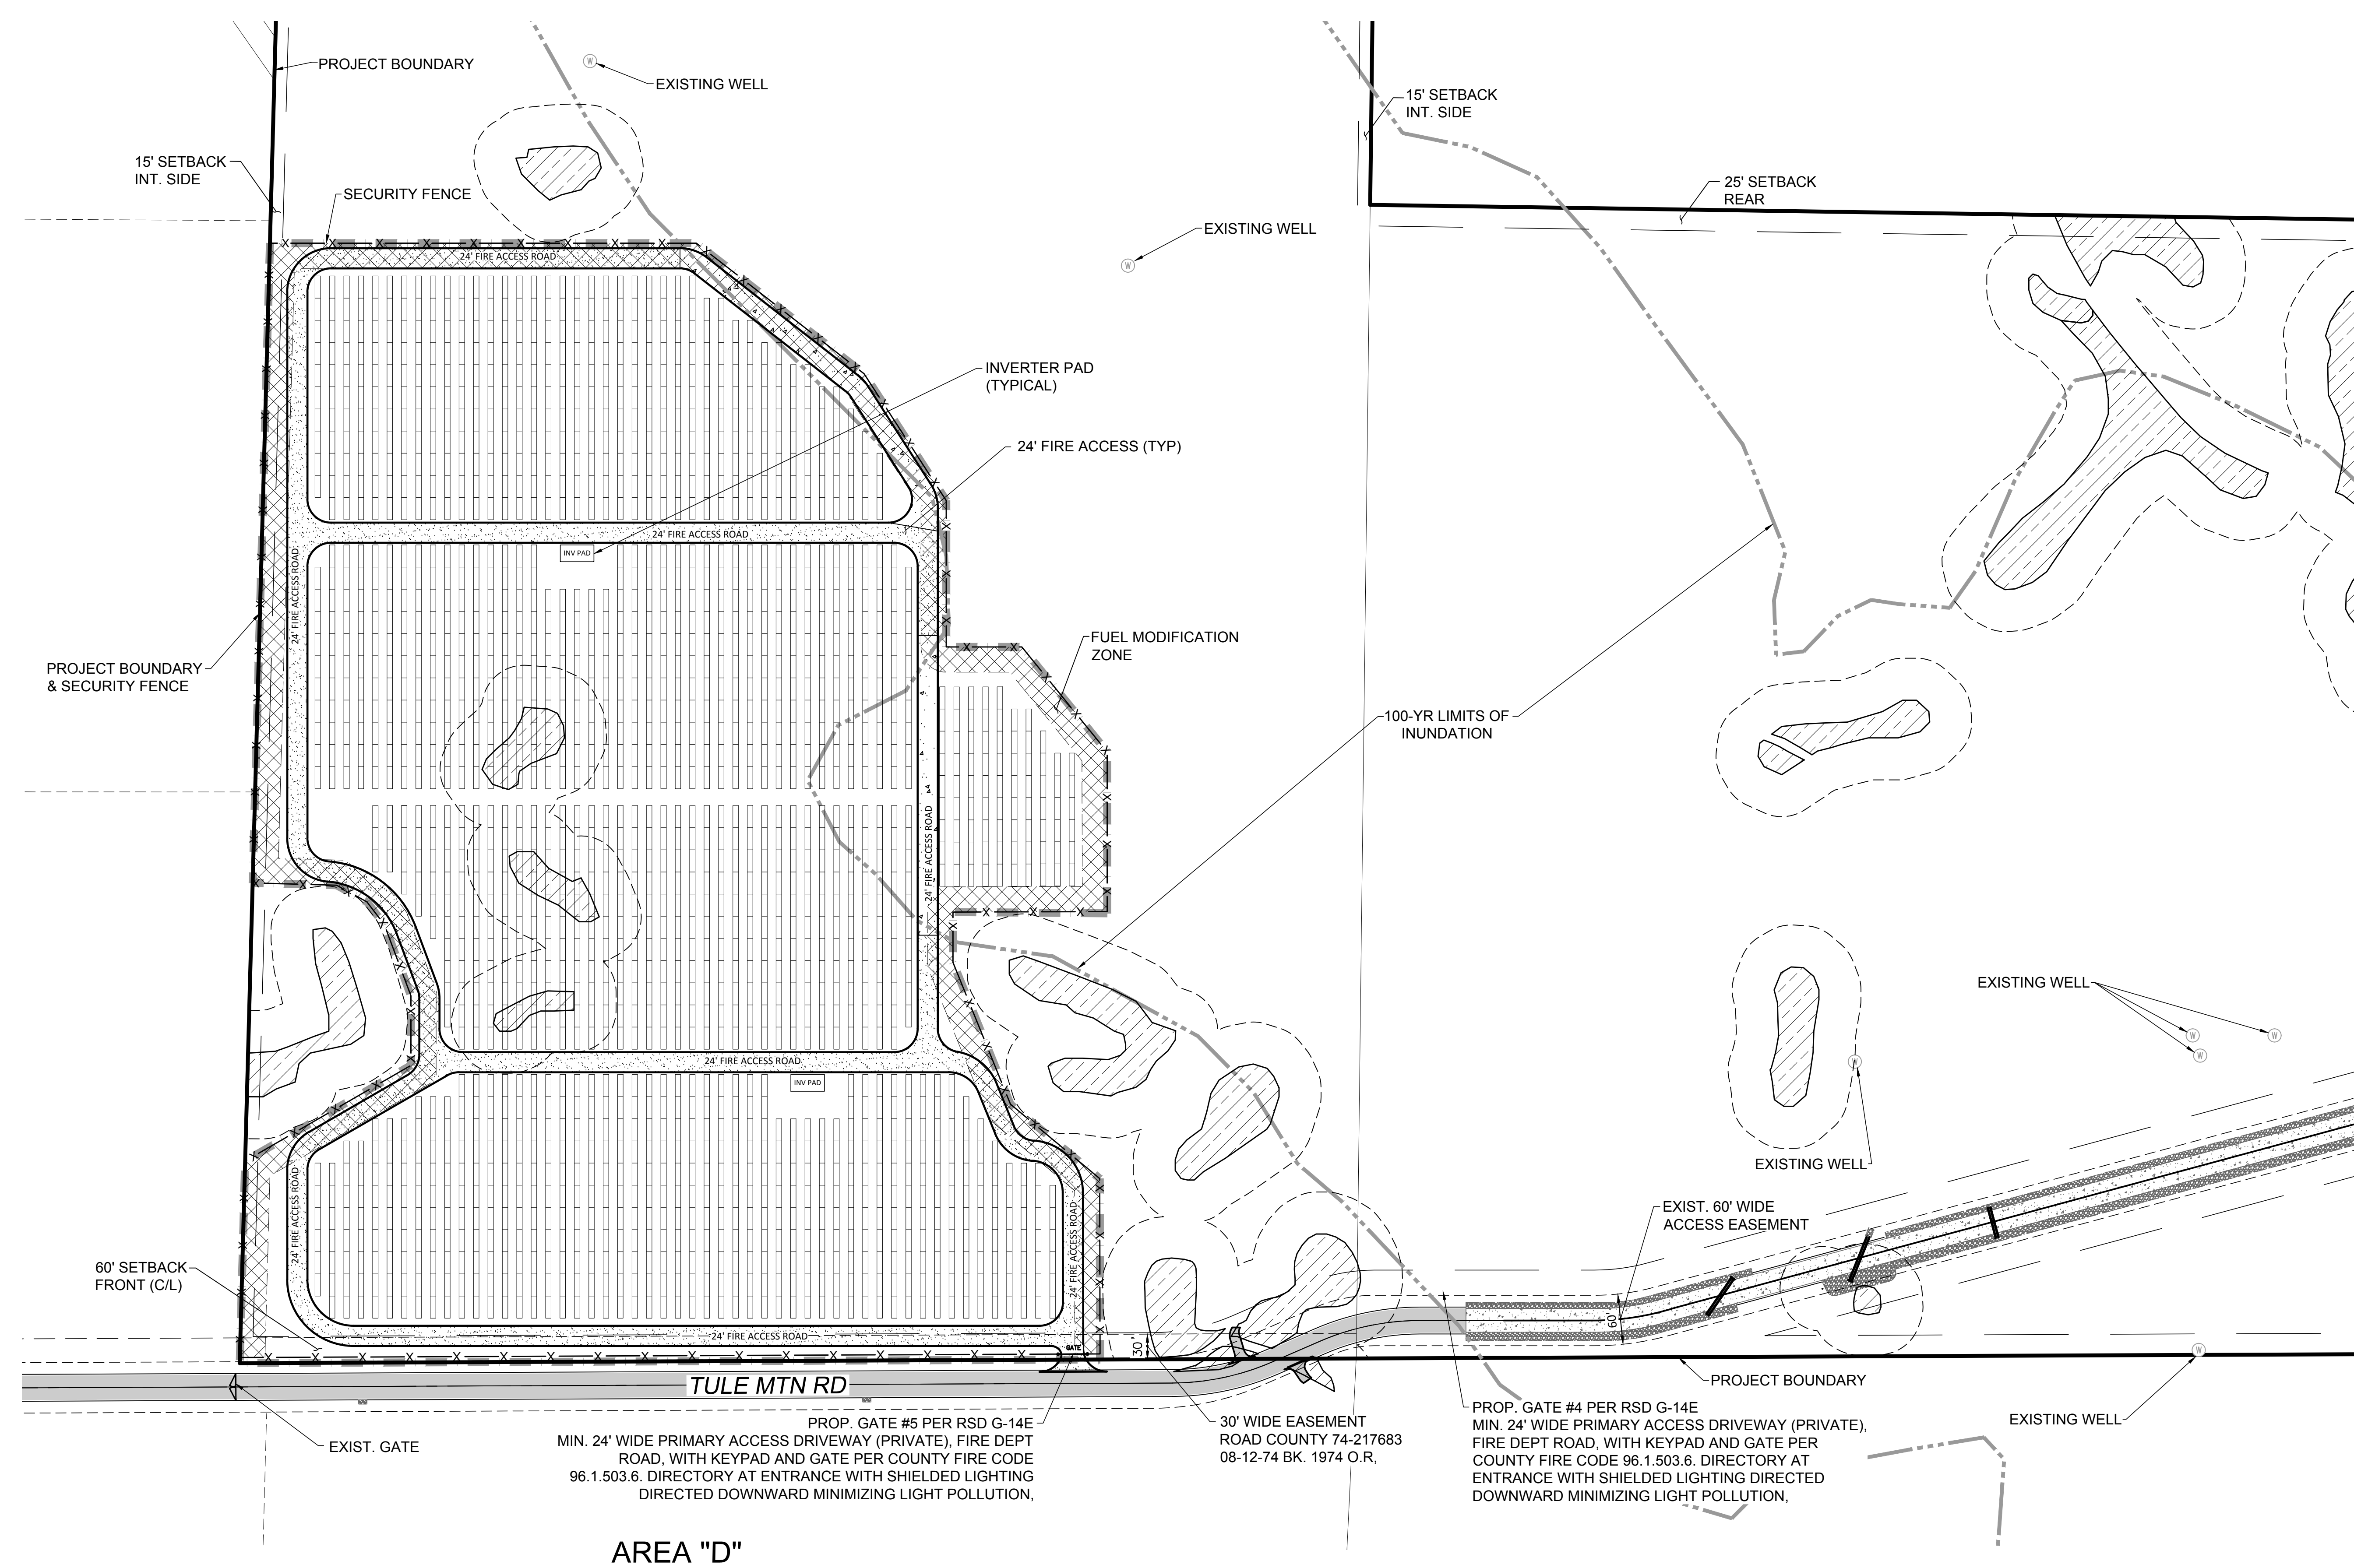 PROJECT BOUNDARY
W
EXISTING WELL
15' SETBACK
INT. SIDE
15' SETBACK
INT. SIDE
SECURITY FENCE
25' SETBACK
REAR
EXISTING WELL
W
24' FIRE ACCESS ROAD
INVERTER PAD
(TYPICAL)
24' FIRE ACCESS (TYP)
24' FIRE ACCESS ROAD
INV PAD
24' FIRE ACCESS ROAD
FUEL MODIFICATION
ZONE
PROJECT BOUNDARY
& SECURITY FENCE
100-YR LIMITS OF
INUNDATION
24' FIRE ACCESS ROAD
EXISTING WELL
W
W
W
W
24' FIRE ACCESS ROAD
INV PAD
EXISTING WELL
24' FIRE ACCESS ROAD
24' FIRE ACCESS ROAD
EXIST. 60' WIDE
ACCESS EASEMENT
60' SETBACK
FRONT (C/L)
60'
24' FIRE ACCESS ROAD
30'
GATE
W
TULE MTN RD
PROJECT BOUNDARY
EXIST. GATE
PROP. GATE #5 PER RSD G-14E
MIN. 24' WIDE PRIMARY ACCESS DRIVEWAY (PRIVATE), FIRE DEPT
ROAD, WITH KEYPAD AND GATE PER COUNTY FIRE CODE
96.1.503.6. DIRECTORY AT ENTRANCE WITH SHIELDED LIGHTING
DIRECTED DOWNWARD MINIMIZING LIGHT POLLUTION,
30' WIDE EASEMENT
ROAD COUNTY 74-217683
08-12-74 BK. 1974 O.R,
PROP. GATE #4 PER RSD G-14E
MIN. 24' WIDE PRIMARY ACCESS DRIVEWAY (PRIVATE),
FIRE DEPT ROAD, WITH KEYPAD AND GATE PER
COUNTY FIRE CODE 96.1.503.6. DIRECTORY AT
ENTRANCE WITH SHIELDED LIGHTING DIRECTED
DOWNWARD MINIMIZING LIGHT POLLUTION,
EXISTING WELL
AREA "D"